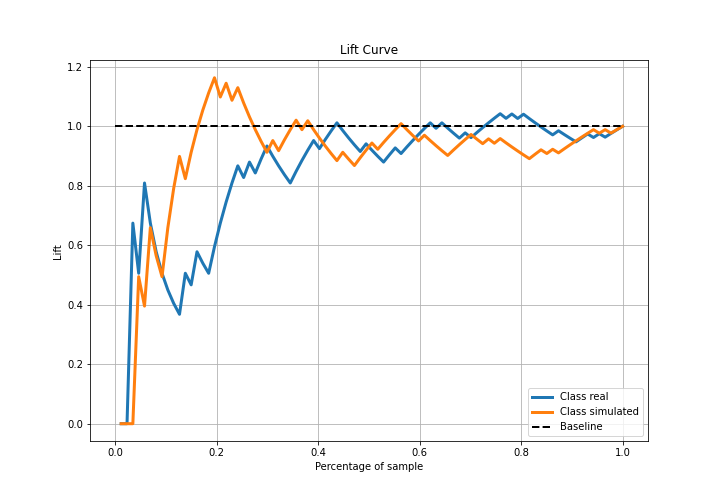 Lift Curve
1.2
1.0
0.8
0.6
0.4
0.2
0.0
Lift
0.0 0.2 0.4 0.6 0.8 1.0
Percentage of sample
Class real
Class simulated
Baseline